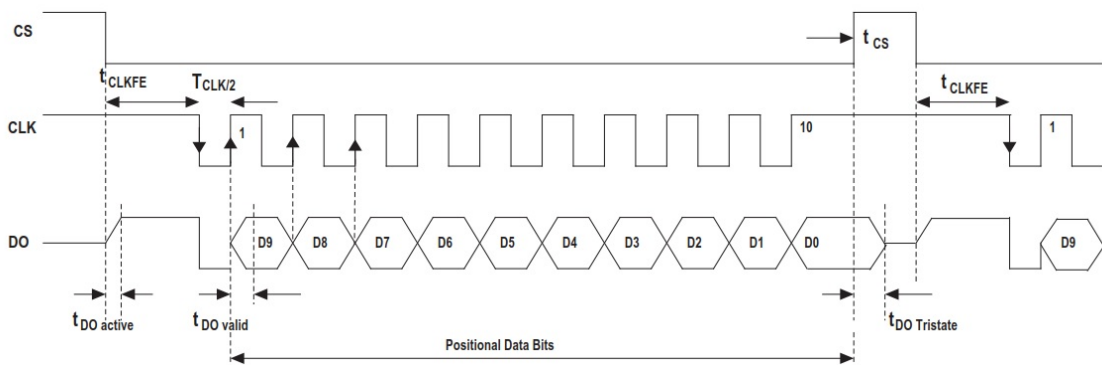 CS
t CS
t CLKFE
T CLK/2
t CLKFE
CLK
1
10
1
DO
D9
D8
D7
D6
D5
D4
D3
D2
D1
D0
D9
t DO active
t DO valid
t DO Tristate
Positional Data Bits